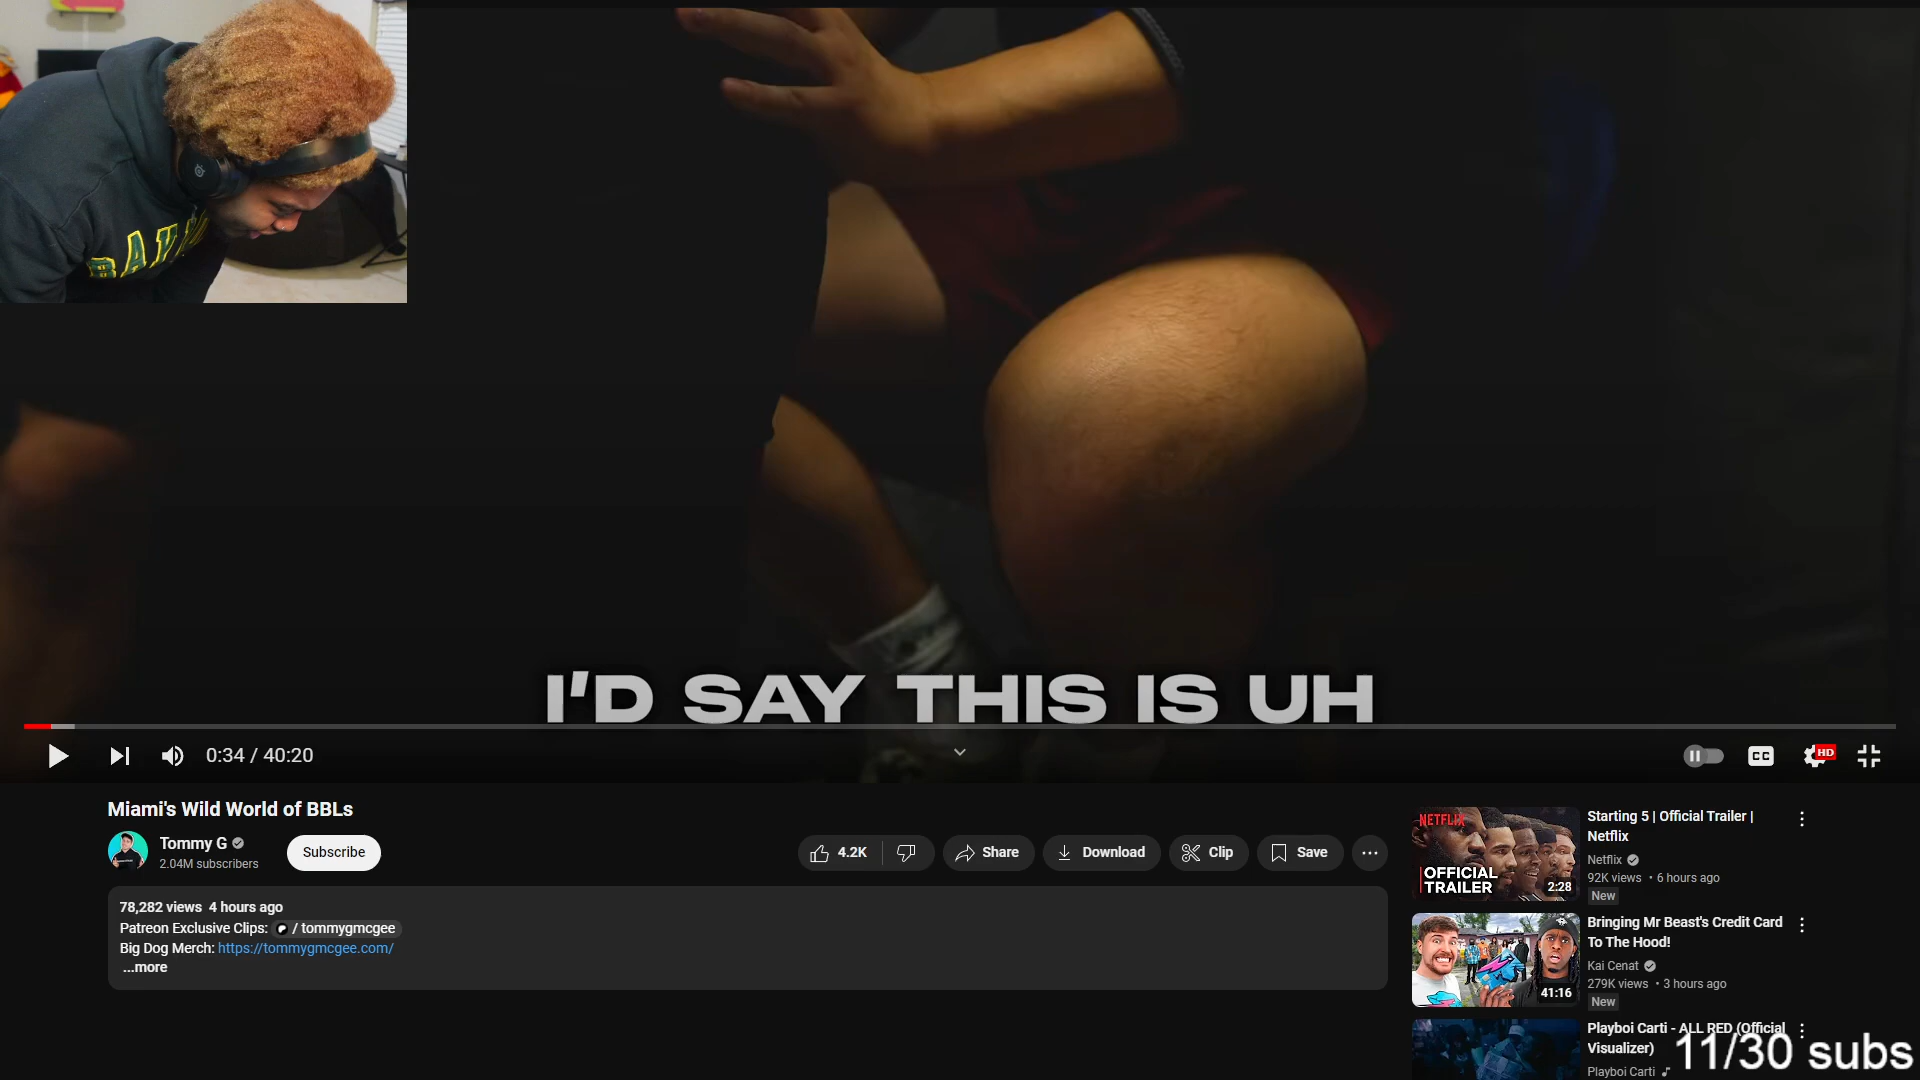 I'D SAY THIS IS UH
0:34 / 40:20
CC
HD
Miami's Wild World of BBLs
Tommy G
2.04M subscribers
Subscribe
4.2K
Share
Download
Clip
Save
78,282 views 4 hours ago
Patreon Exclusive Clips: / tommygmcgee
Big Dog Merch: https://tommygmcgee.com/
...more
NETFLIX
OFFICIAL
TRAILER
2:28
Starting 5 | Official Trailer |
Netflix
Netflix
92K views • 6 hours ago
New
41:16
Bringing Mr Beast's Credit Card
To The Hood!
Kai Cenat
279K views • 3 hours ago
New
Playboi Carti - ALL RED (Official
Visualizer)
Playboi Carti
11/30 subs